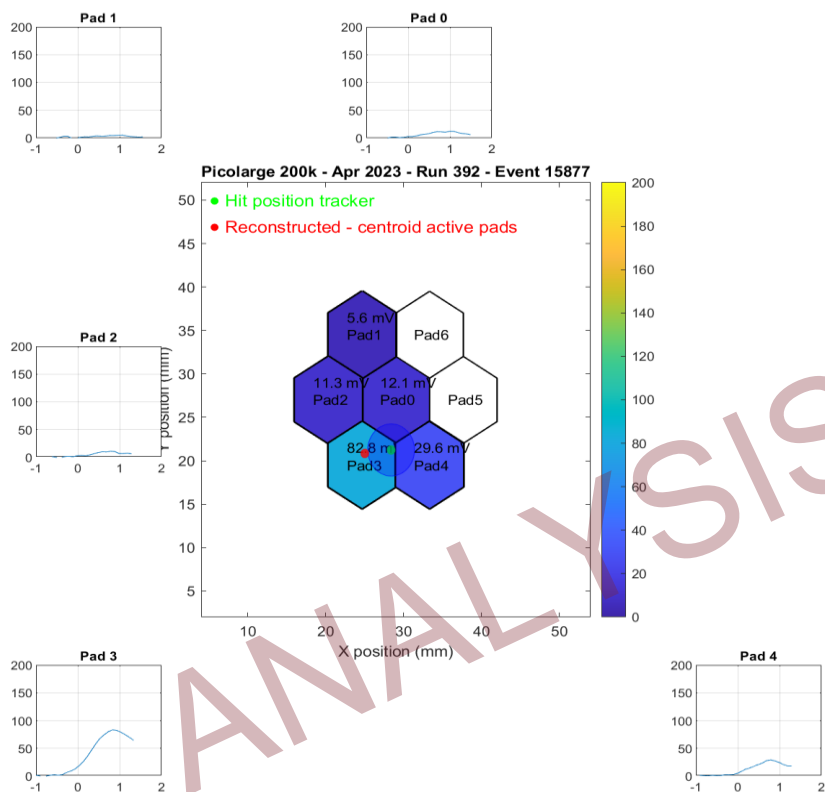 Pad 1
200
150
100
50
0
-1 0 1 2
Pad 0
200
150
100
50
0
-1 0 1 2
Picolarge 200k - Apr 2023 - Run 392 - Event 15877
Hit position tracker
Reconstructed - centroid active pads
50
45
40
35
30
25
20
15
10
5
10 20 30 40 50
X position (mm)
position (mm)
5.6 mV
Pad1
Pad6
11.3 mV
Pad2
12.1 mV
Pad0
Pad5
82.8 m
Pad3
29.6 mV
Pad4
200
180
160
140
120
100
80
60
40
20
0
Pad 2
200
150
100
50
0
-1 0 1 2
Pad 3
200
150
100
50
0
-1 0 1 2
Pad 4
200
150
100
50
0
-1 0 1 2
ANALYSIS